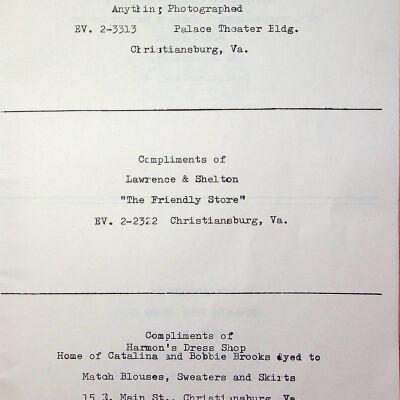 Anything Photographed
EV. 2-3313 Palace Theater Bldg.
Christiansburg, Va.
Compliments of
Lawrence & Shelton
"The Friendly Store"
EV. 2-2322 Christiansburg, Va.
Compliments of
Harmon's Dress Shop
Home of Catalina and Bobbie Brooks dyed to
Match Blouses, Sweaters and Skirts
15 E. Main St., Christiansburg, Va